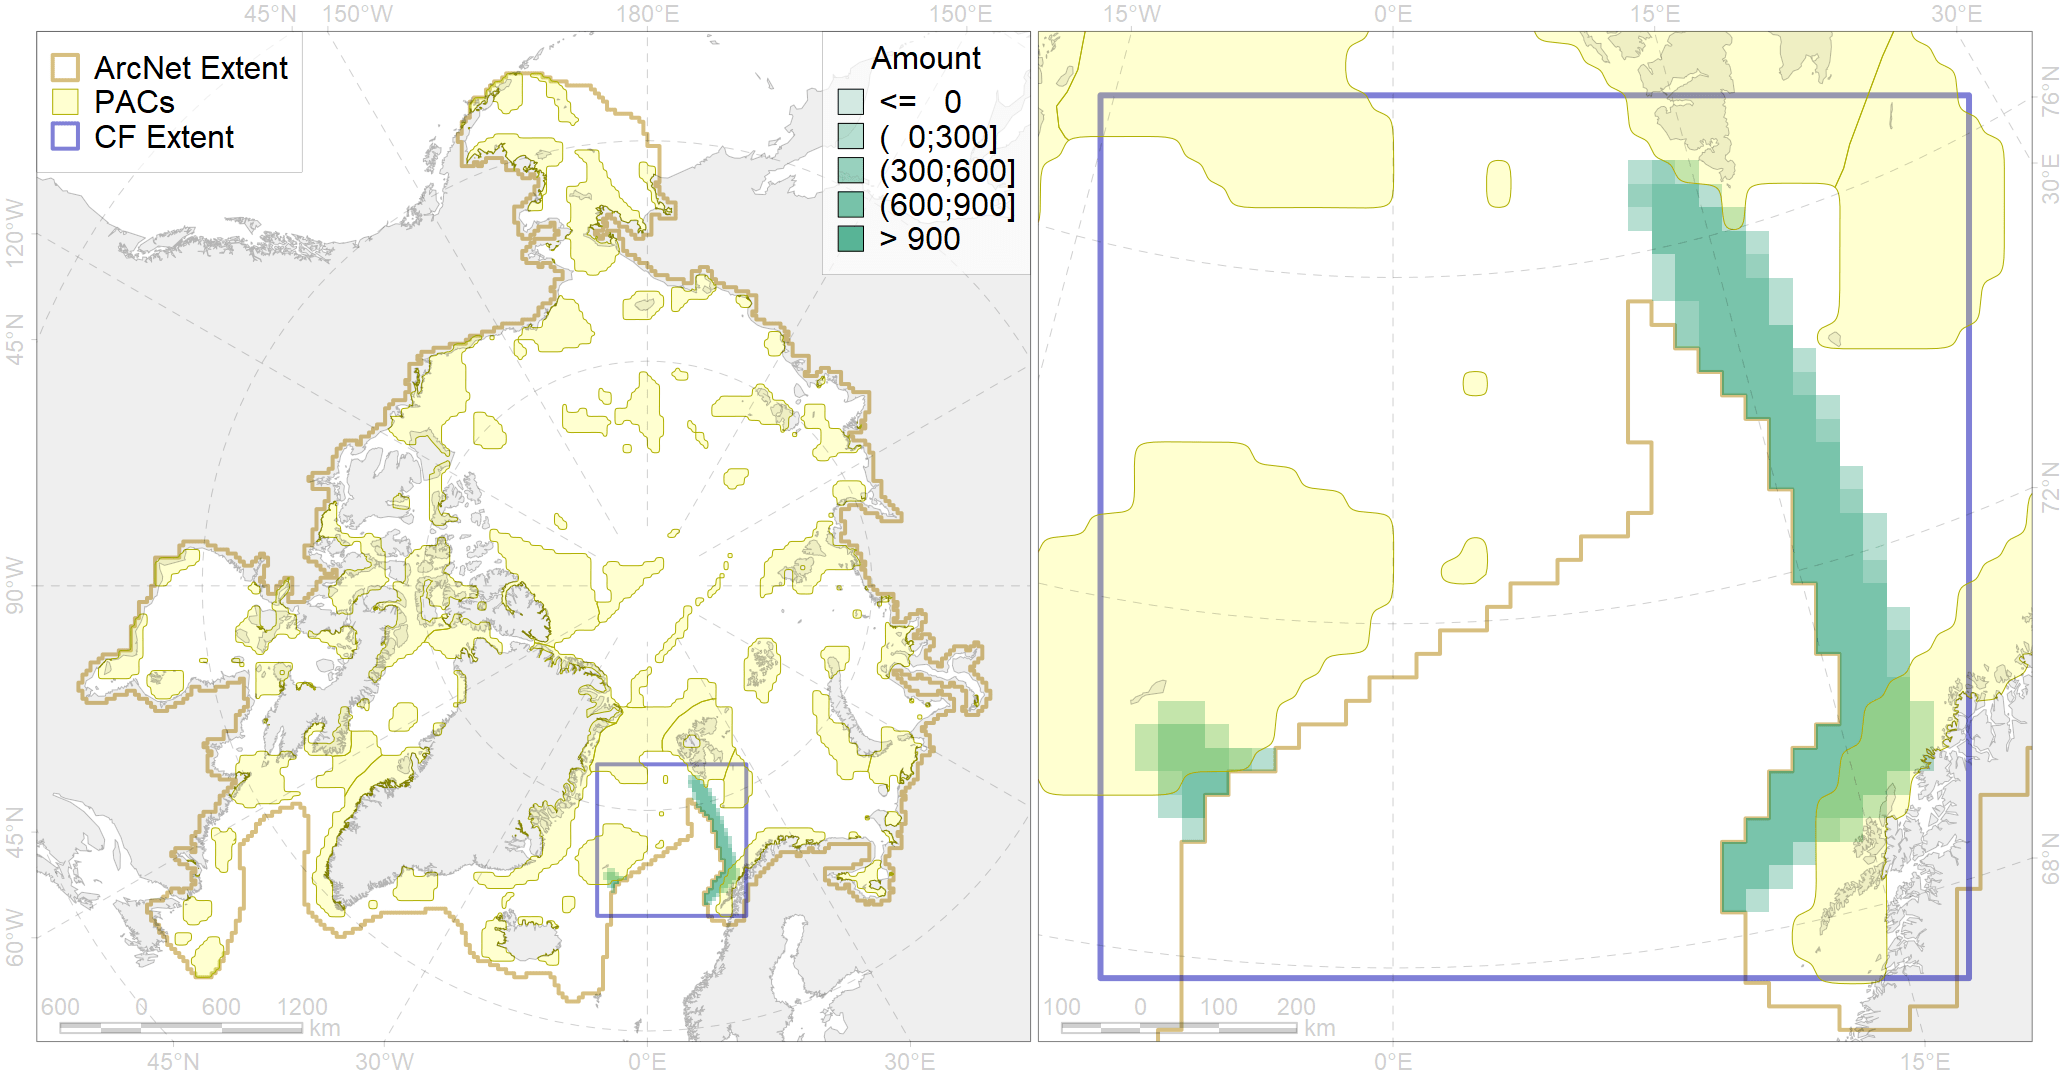 45°N 150°W 180°E 150°E 15°W 0°E 15°E 30°E
ArcNet Extent
PACs
CF Extent
Amount
<= 0
( 0;300]
(300;600]
(600;900]
> 900
120°W
45°N
90°W
45°N
60°W
76°N
30°E
72°N
68°N
600 0 600 1200
km
100 0 100 200
km
45°N 30°W 0°E 30°E 0°E 15°E